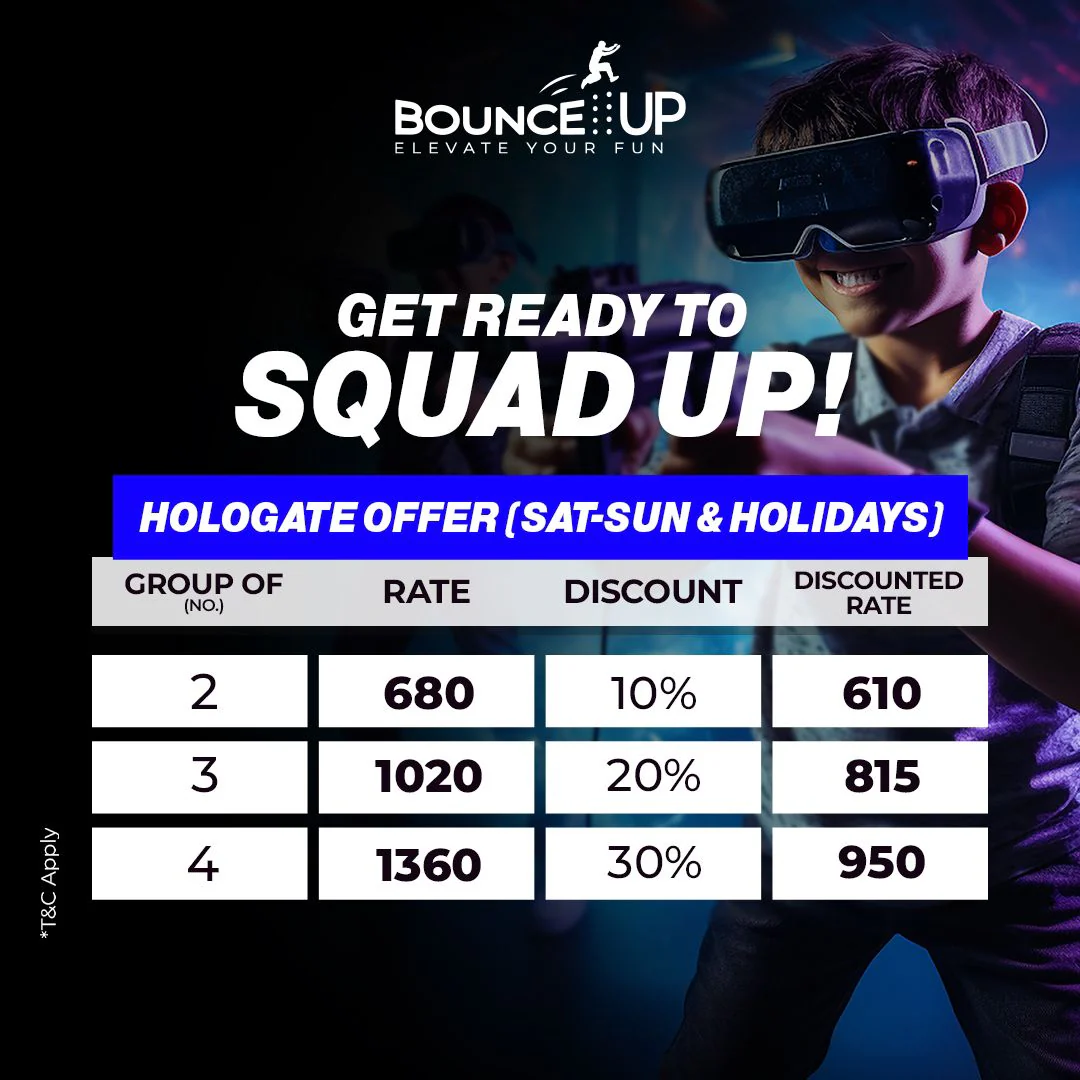 BOUNCE UP
ELEVATE YOUR FUN
GET READY TO
SQUAD UP!
HOLOGATE OFFER (SAT-SUN & HOLIDAYS)
GROUP OF (NO.) RATE DISCOUNT DISCOUNTED RATE
2 680 10% 610
3 1020 20% 815
4 1360 30% 950
*T&C Apply